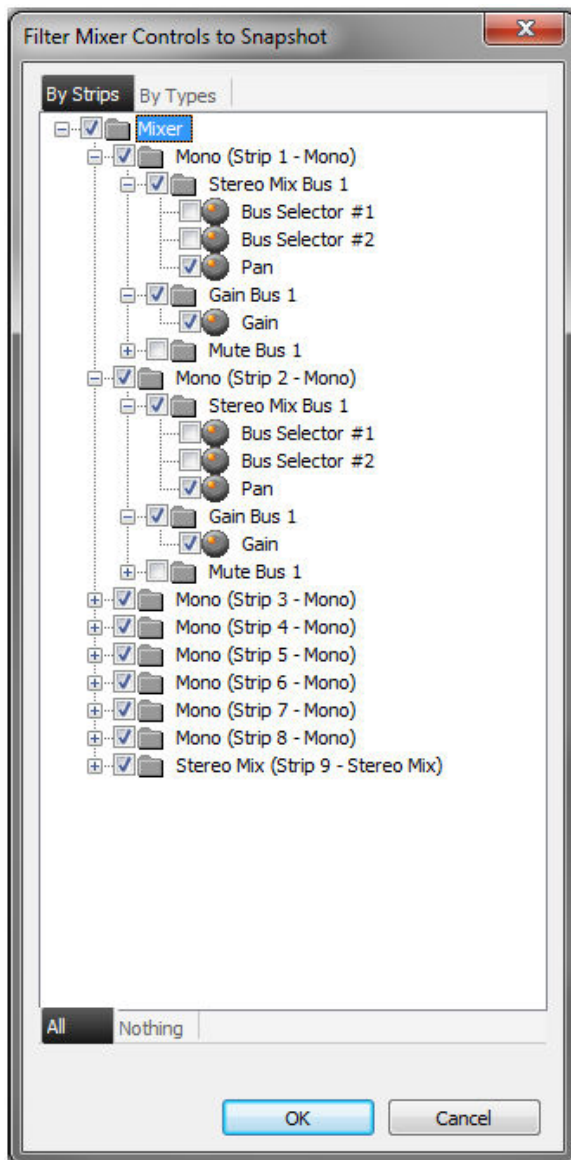 Filter Mixer Controls to Snapshot
By Strips By Types
Mixer
Mono (Strip 1 - Mono)
Stereo Mix Bus 1
Bus Selector #1
Bus Selector #2
Pan
Gain Bus 1
Gain
Mute Bus 1
Mono (Strip 2 - Mono)
Stereo Mix Bus 1
Bus Selector #1
Bus Selector #2
Pan
Gain Bus 1
Gain
Mute Bus 1
Mono (Strip 3 - Mono)
Mono (Strip 4 - Mono)
Mono (Strip 5 - Mono)
Mono (Strip 6 - Mono)
Mono (Strip 7 - Mono)
Mono (Strip 8 - Mono)
Stereo Mix (Strip 9 - Stereo Mix)
All Nothing
OK Cancel